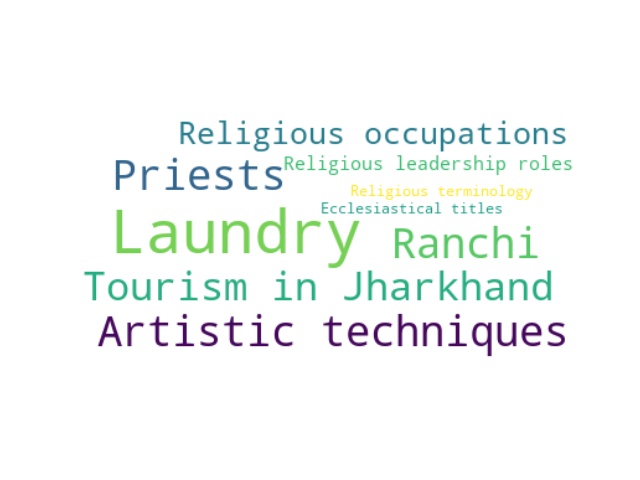 Religious occupations
Priests
Religious leadership roles
Religious terminology
Ecclesiastical titles
Laundry
Ranchi
Tourism in Jharkhand
Artistic techniques